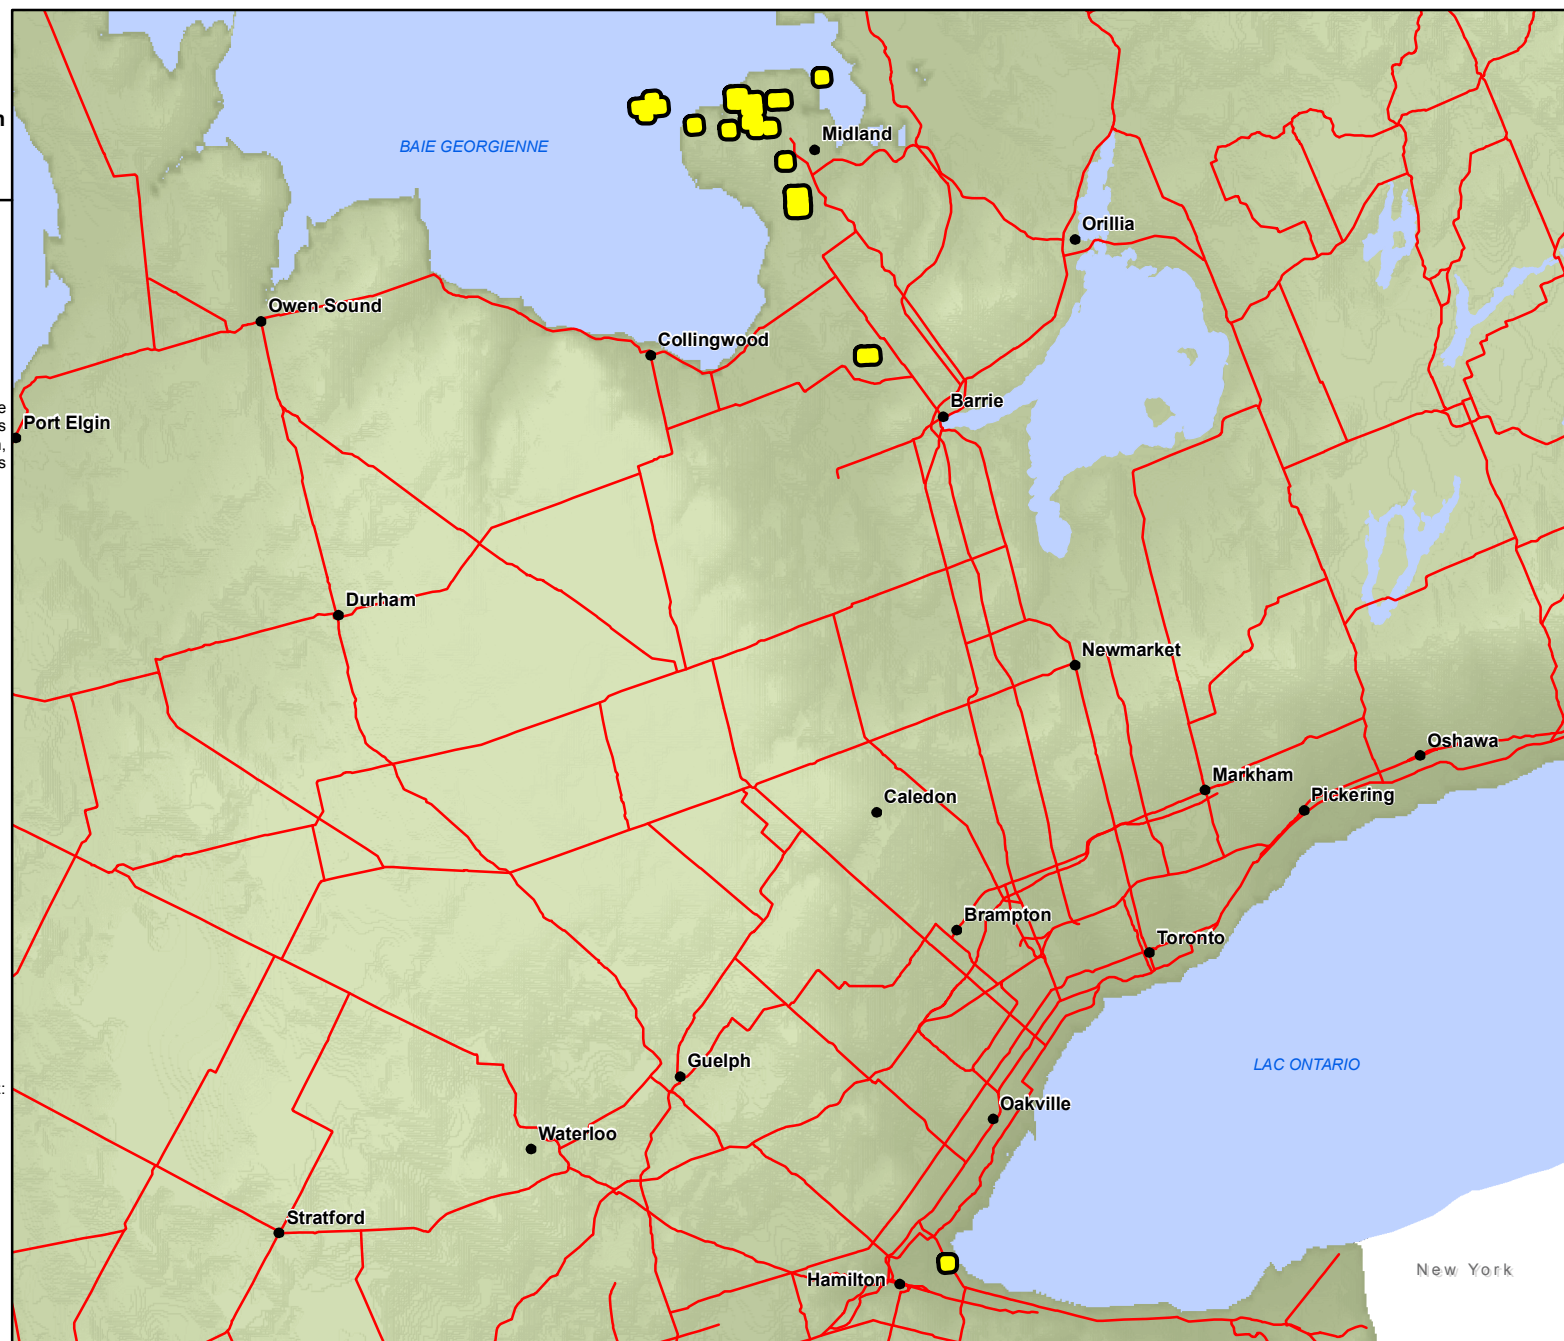 n
Midland
BAIE GEORGIENNE
Orillia
Owen Sound
Collingwood
Barrie
e
Port Elgin
s
,
s
Durham
Newmarket
Oshawa
Markham
Pickering
Caledon
Brampton
Toronto
Guelph
LAC ONTARIO
:
Oakville
Waterloo
Stratford
New York
Hamilton